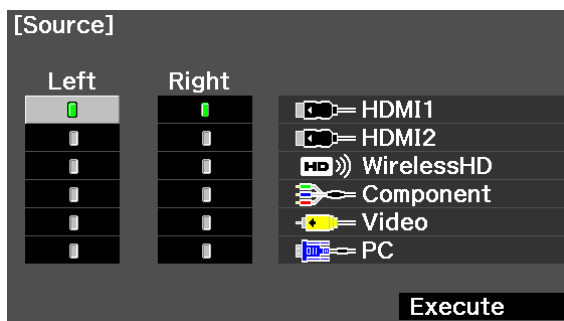 [Source]
Left Right
HDMI1
HDMI2
HD WirelessHD
Component
Video
PC
Execute